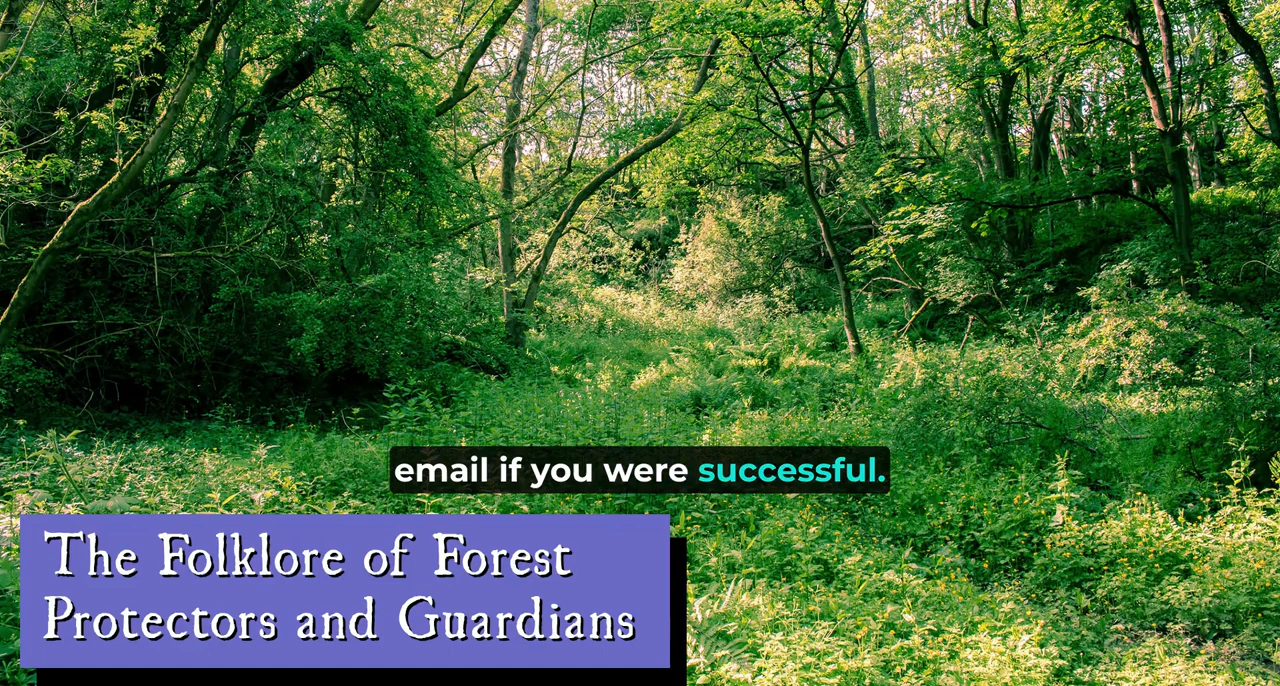 email if you were successful.
The Folklore of Forest
Protectors and Guardians